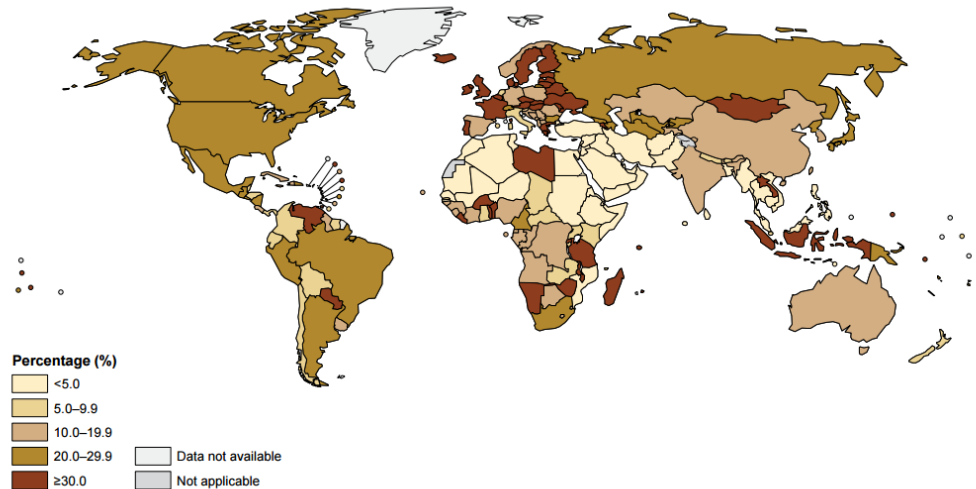 Percentage (%)
<5.0
5.0–9.9
10.0–19.9
20.0–29.9
≥30.0
Data not available
Not applicable